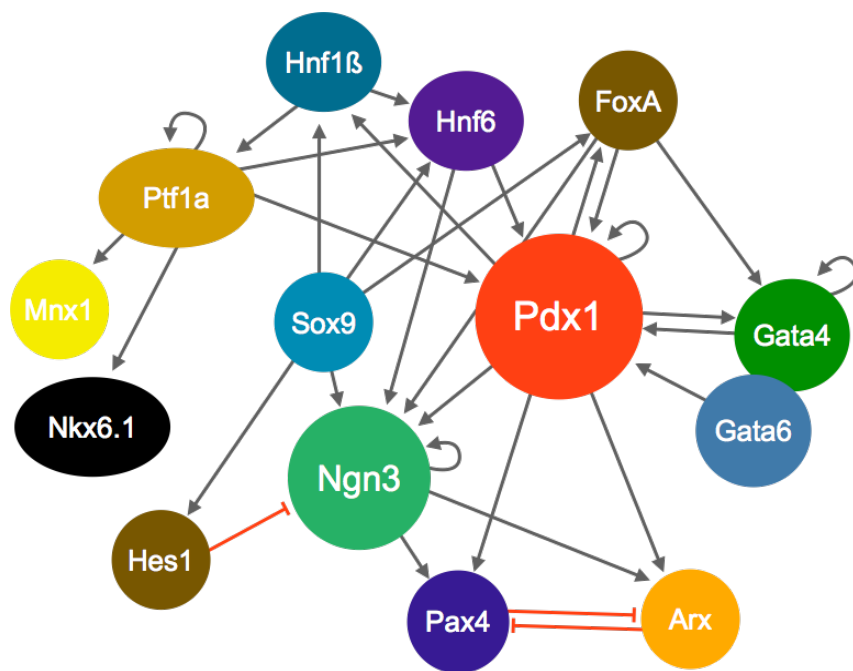 Hnf1ß
Hnf6
FoxA
Ptf1a
Mnx1
Sox9
Pdx1
Gata4
Nkx6.1
Gata6
Ngn3
Hes1
Pax4
Arx